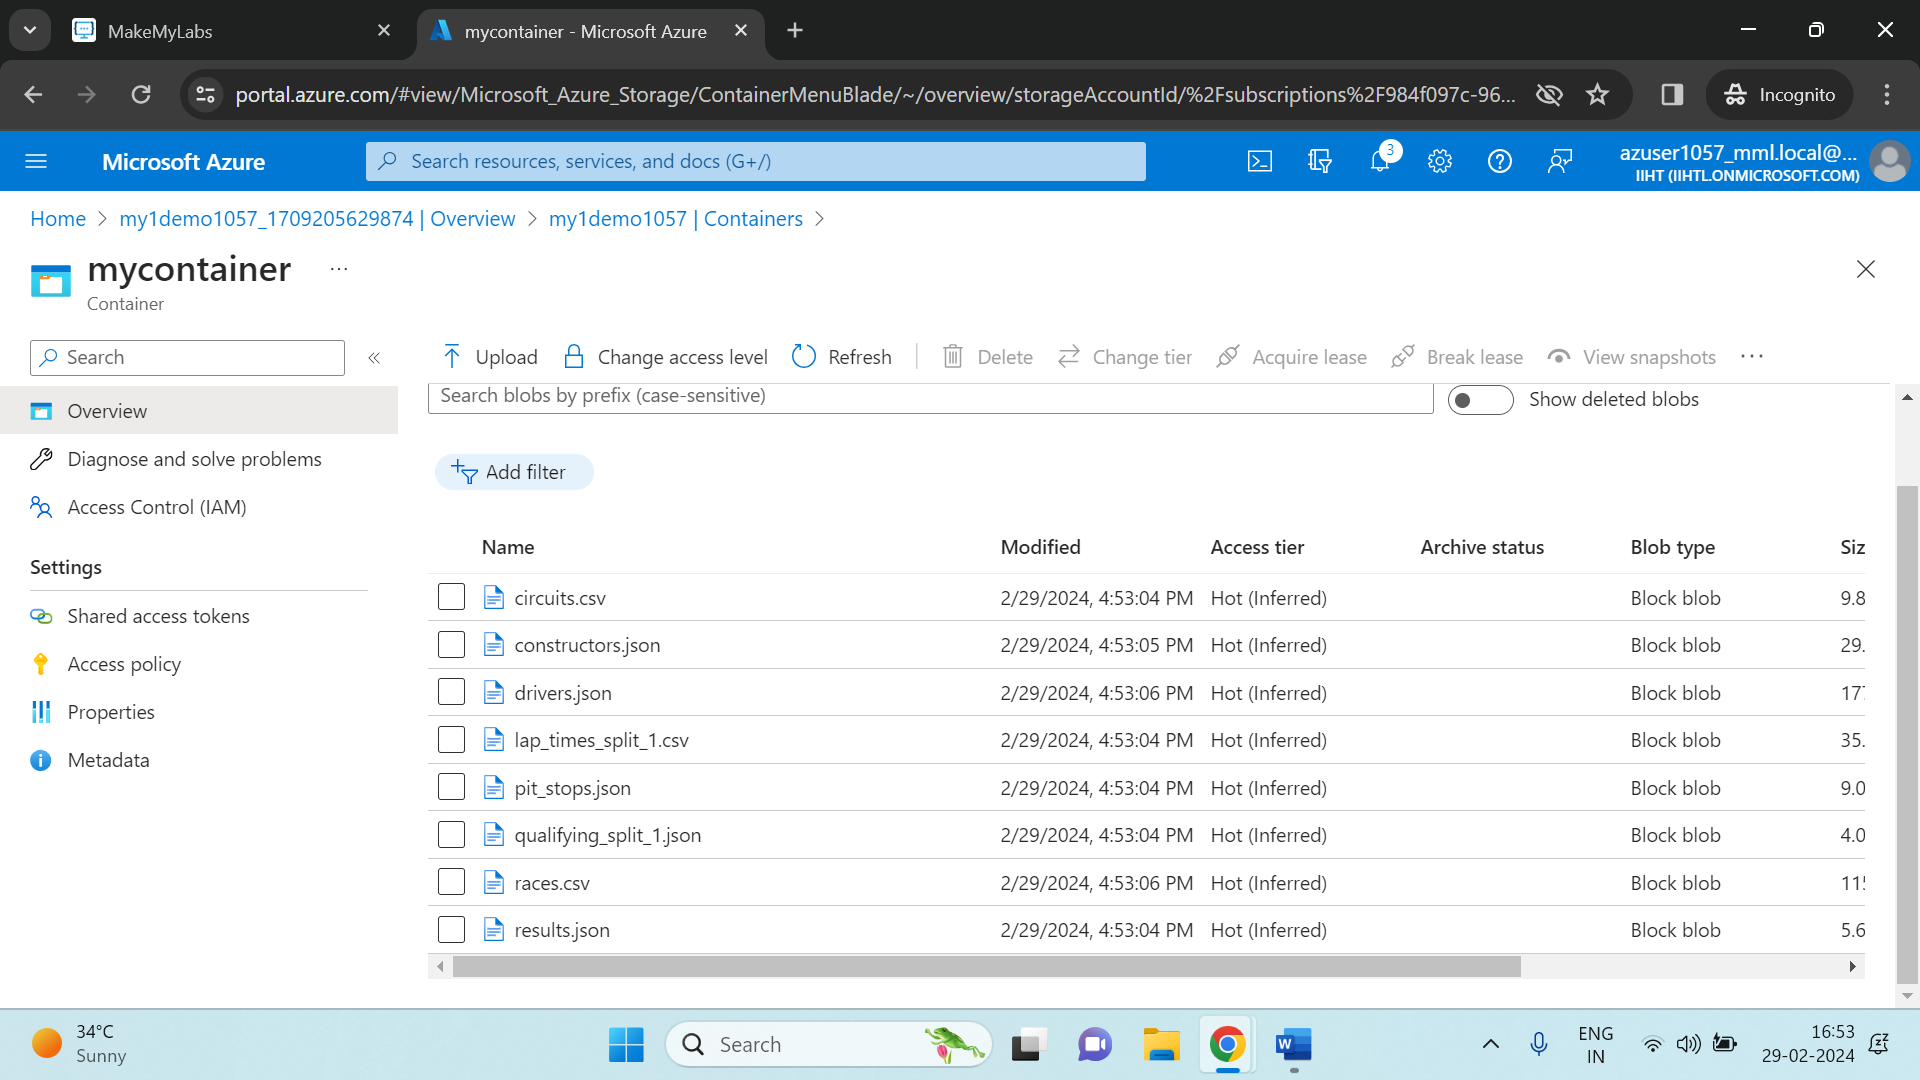 MakeMyLabs
mycontainer - Microsoft Azure
portal.azure.com/#view/Microsoft_Azure_Storage/ContainerMenuBlade/~/overview/storageAccountId/%2Fsubscriptions%2F984f097c-96...
Incognito
Microsoft Azure
Search resources, services, and docs (G+/)
3
azuser1057_mml.local@...
IIHT (IIHTL.ONMICROSOFT.COM)
Home > my1demo1057_1709205629874 | Overview > my1demo1057 | Containers >
mycontainer ...
Container
Search
Upload Change access level Refresh Delete Change tier Acquire lease Break lease View snapshots ...
Overview
Diagnose and solve problems
Access Control (IAM)
Settings
Shared access tokens
Access policy
Properties
Metadata
Search blobs by prefix (case-sensitive)
Show deleted blobs
Add filter
Name Modified Access tier Archive status Blob type Siz
circuits.csv 2/29/2024, 4:53:04 PM Hot (Inferred) Block blob 9.8
constructors.json 2/29/2024, 4:53:05 PM Hot (Inferred) Block blob 29.
drivers.json 2/29/2024, 4:53:06 PM Hot (Inferred) Block blob 177
lap_times_split_1.csv 2/29/2024, 4:53:04 PM Hot (Inferred) Block blob 35.
pit_stops.json 2/29/2024, 4:53:04 PM Hot (Inferred) Block blob 9.0
qualifying_split_1.json 2/29/2024, 4:53:04 PM Hot (Inferred) Block blob 4.0
races.csv 2/29/2024, 4:53:06 PM Hot (Inferred) Block blob 115
results.json 2/29/2024, 4:53:04 PM Hot (Inferred) Block blob 5.6
34°C
Sunny
Search
W
ENG
IN
16:53
29-02-2024